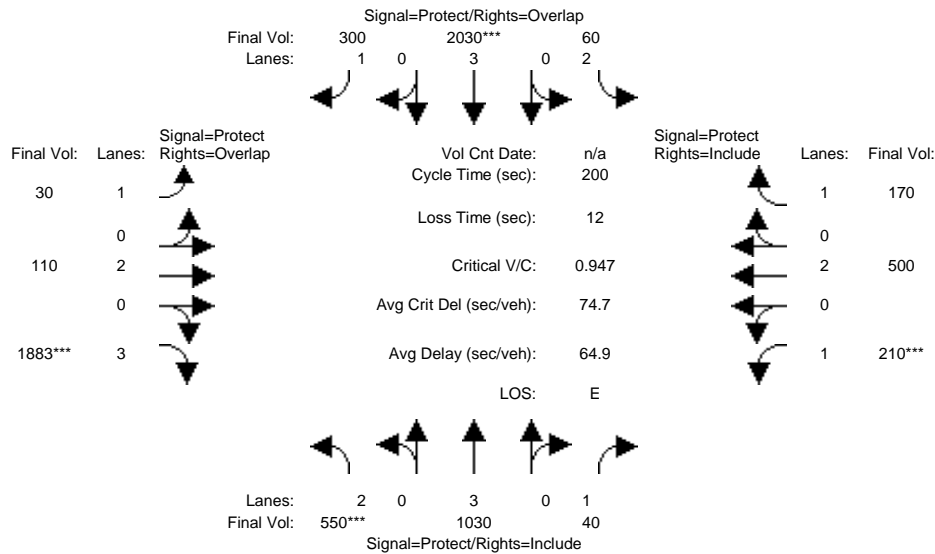 Signal=Protect/Rights=Overlap
Final Vol: 300 2030*** 60
Lanes: 1 0 3 0 2
Signal=Protect
Final Vol: Lanes: Rights=Overlap
Vol Cnt Date: n/a
Signal=Protect
Rights=Include Lanes: Final Vol:
Cycle Time (sec): 200
30 1
1 170
Loss Time (sec): 12
0
0
110 2
Critical V/C: 0.947
2 500
0
Avg Crit Del (sec/veh): 74.7
0
1883*** 3
Avg Delay (sec/veh): 64.9
1 210***
LOS: E
Lanes: 2 0 3 0 1
Final Vol: 550*** 1030 40
Signal=Protect/Rights=Include